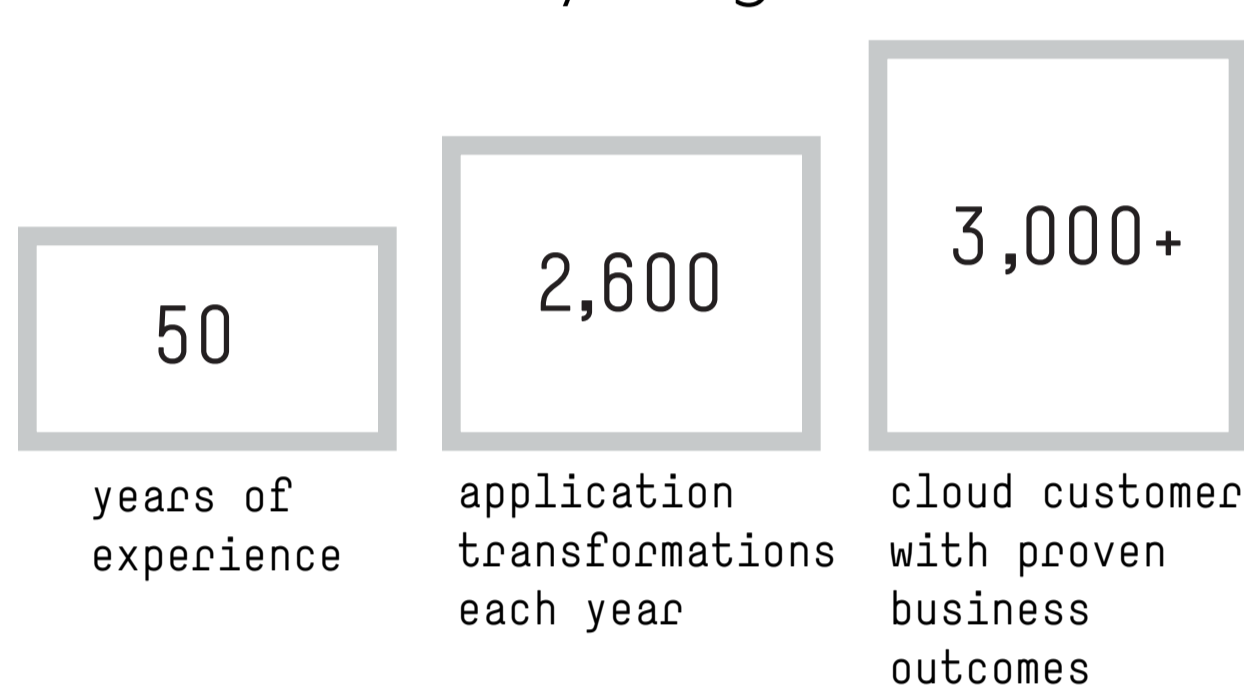 50
years of
experience
2,600
application
transformations
each year
3,000+
cloud customer
with proven
business
outcomes